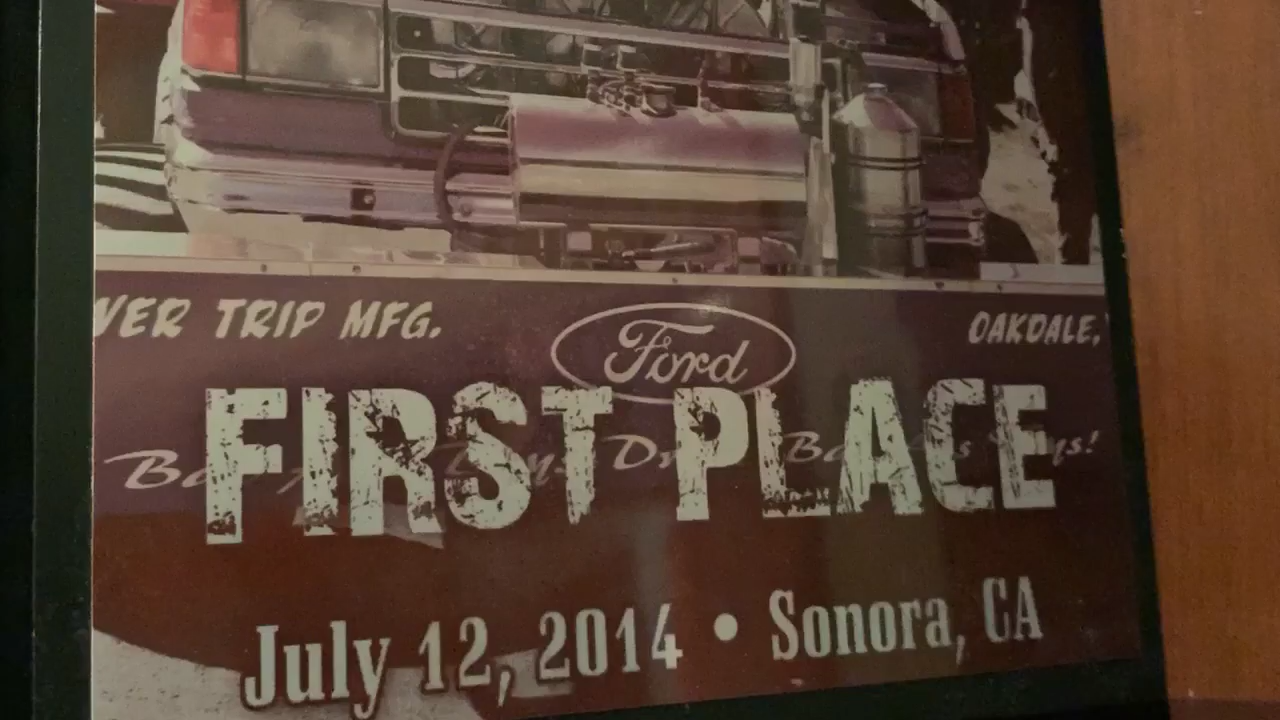 VER TRIP MFG.
Ford
OAKDALE,
FIRST PLACE
July 12, 2014 • Sonora, CA